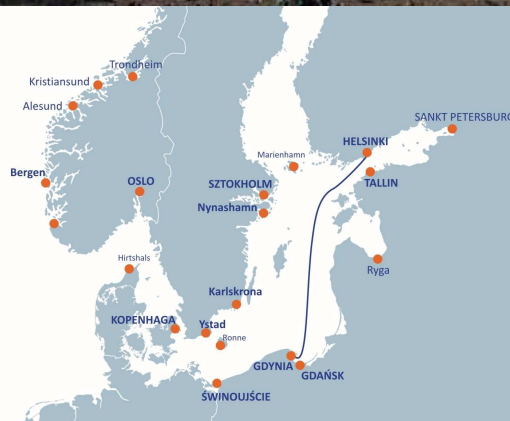 Trondheim
Kristiansund
Alesund
SANKT PETERSBURG
HELSINKI
Marienhamn
Bergen
OSLO
SZTOKHOLM
TALLIN
Nynashamn
Hirtshals
Ryga
Karlskrona
KOPENHAGA
Ystad
Ronne
GDYNIA
GDAŃSK
ŚWINOUJŚCIE